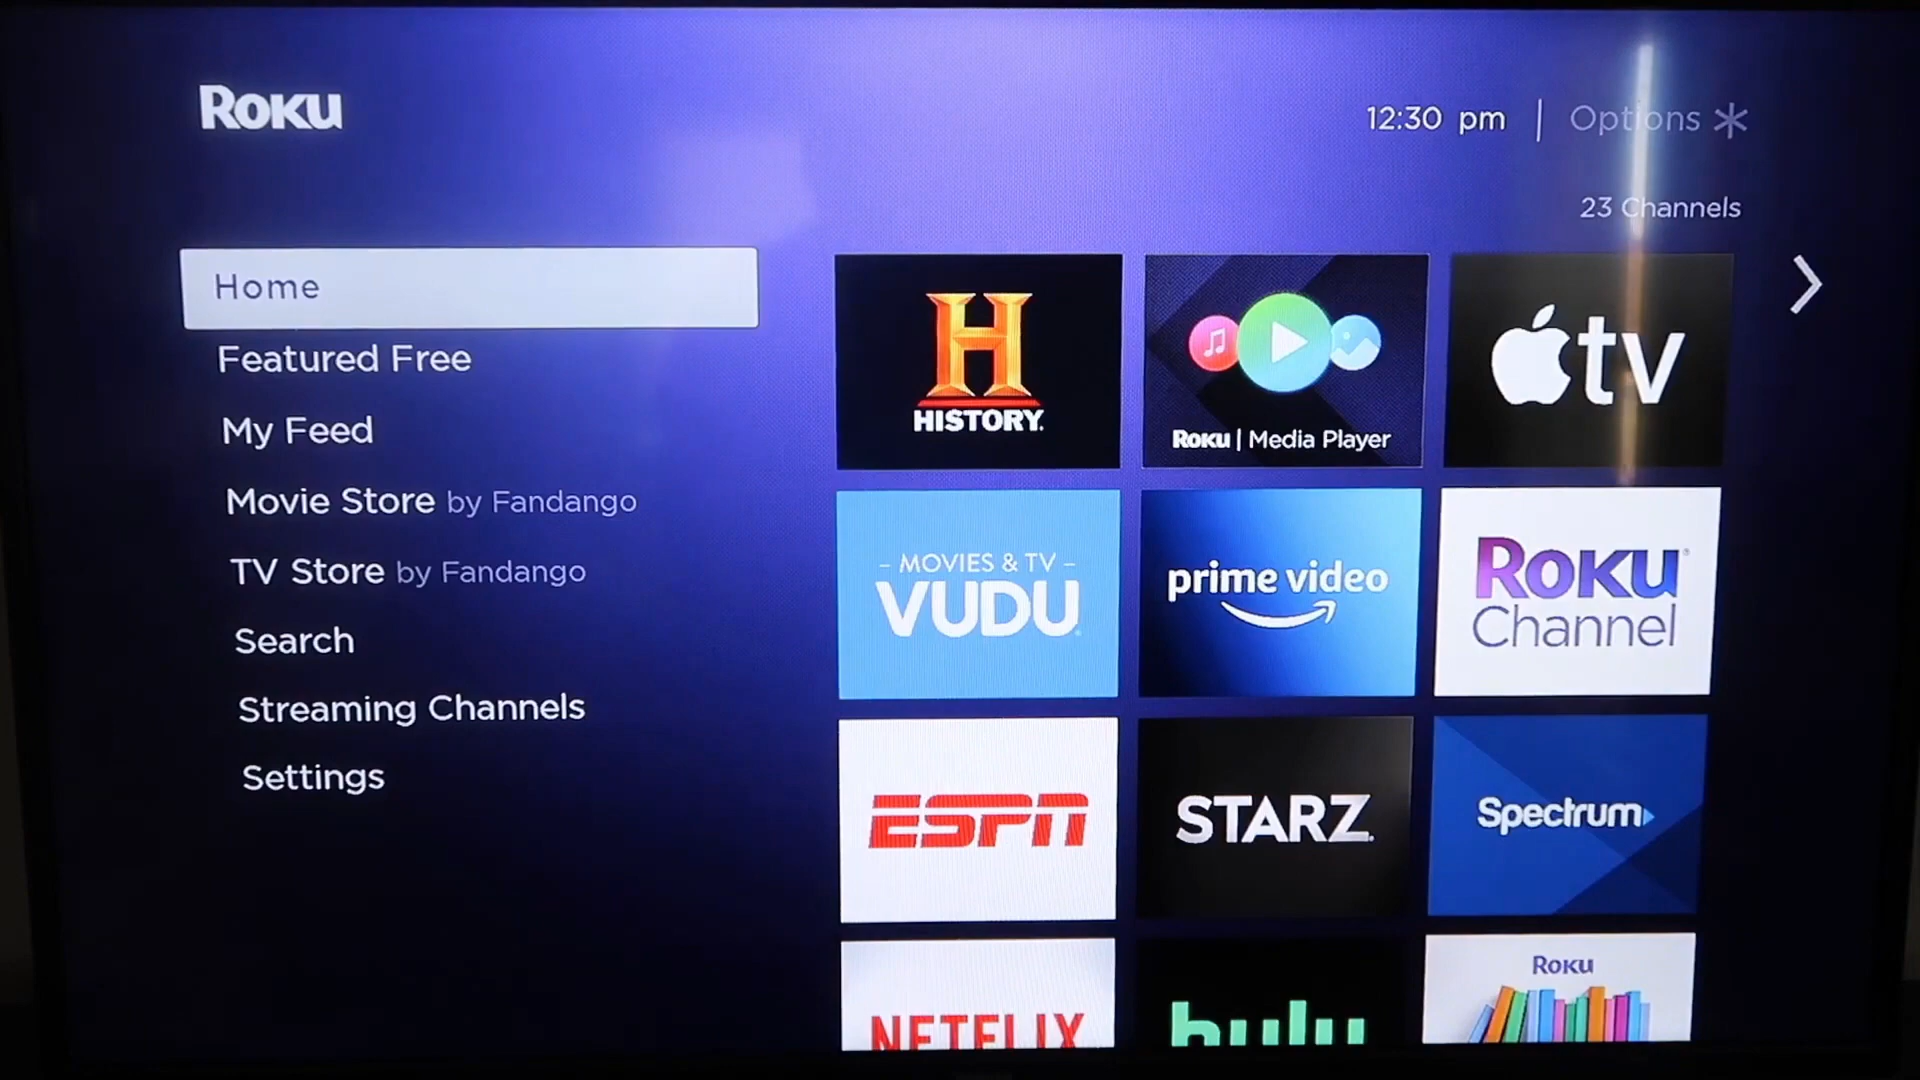 Roku
12:30 pm | Options *
23 Channels
Home
Featured Free
My Feed
Movie Store by Fandango
TV Store by Fandango
Search
Streaming Channels
Settings
H
HISTORY.
Roku | Media Player
tv
- MOVIES & TV -
VUDU
prime video
Roku
Channel
ESPN
STARZ
Spectrum
NETFLIX
hulu
Roku